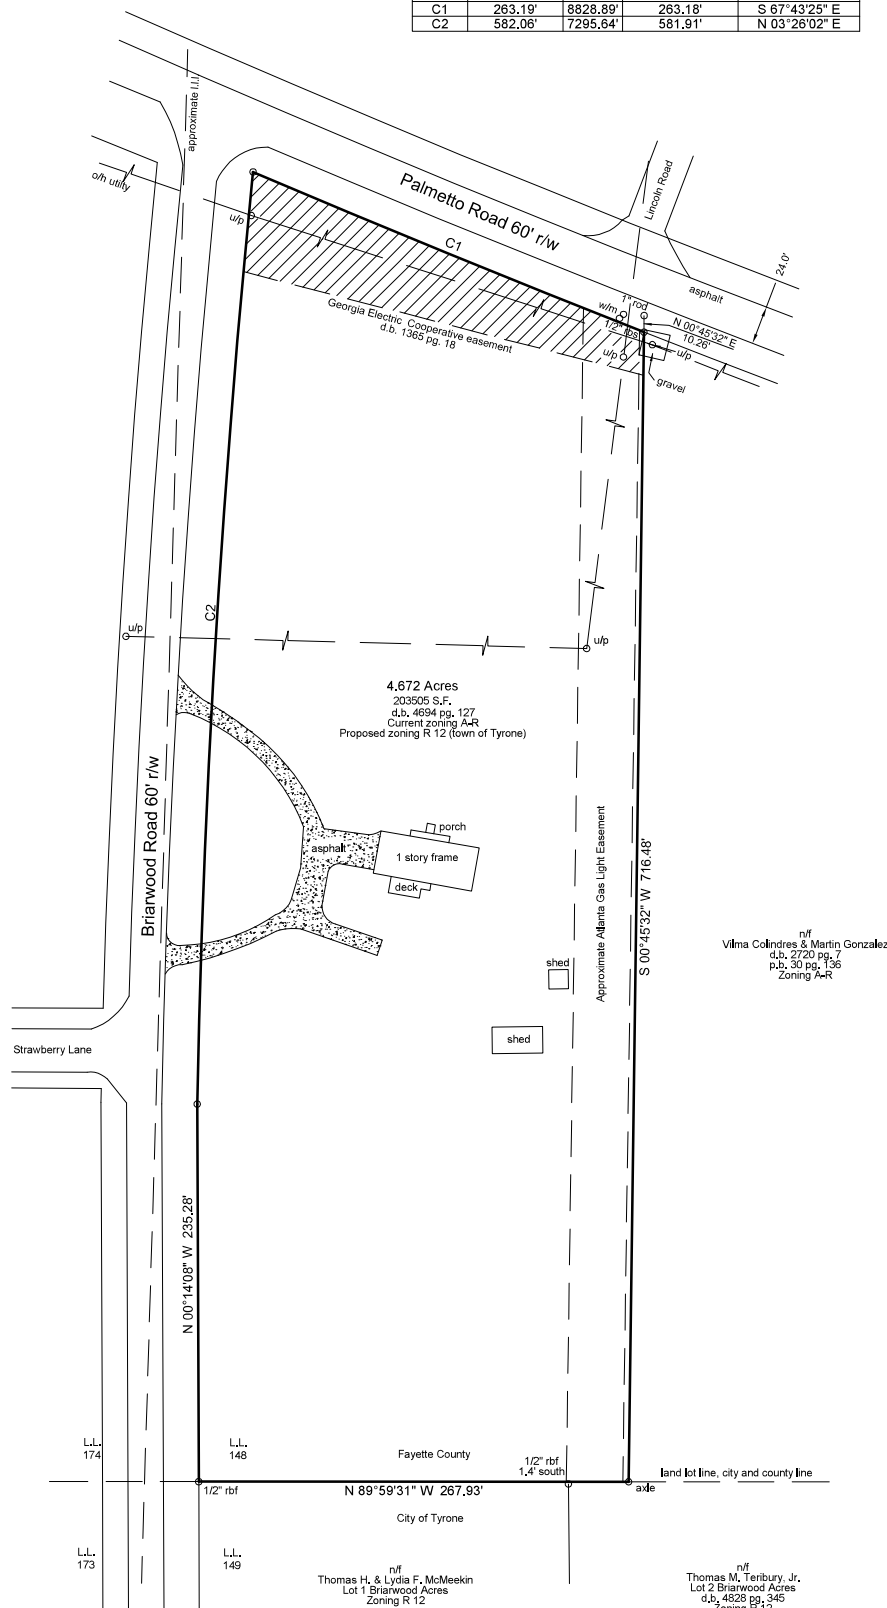 C1 263.19' 8828.89' 263.18' S 67°43'25" E
C2 582.06' 7295.64' 581.91' N 03°26'02" E
approximate l.l.l
o/h utilty
Palmetto Road 60' r/w
Lincoln Road
24.0'
asphalt
u/p
C1
1" rod
w/m
1/2" rbs
N 00°45'32" E
10.26'
u/p
u/p
gravel
Georgia Electric Cooperative easement
d.b. 1365 pg. 18
C2
u/p
u/p
4.672 Acres
203505 S.F.
d.b. 4694 pg. 127
Current zoning A-R
Proposed zoning R 12 (town of Tyrone)
Briarwood Road 60' r/w
asphalt
porch
1 story frame
deck
Approximate Atlanta Gas Light Easement
S 00°45'32" W 716.48'
n/f
Vilma Colindres & Martin Gonzalez
d.b. 2720 pg. 7
p.b. 30 pg. 136
Zoning A-R
shed
shed
Strawberry Lane
N 00°14'08" W 235.28'
L.L.
174
L.L.
148
Fayette County
1/2" rbf
1.4' south
land lot line, city and county line
axle
1/2" rbf
N 89°59'31" W 267.93'
City of Tyrone
L.L.
173
L.L.
149
n/f
Thomas H. & Lydia F. McMeekin
Lot 1 Briarwood Acres
Zoning R 12
n/f
Thomas M. Teribury, Jr.
Lot 2 Briarwood Acres
d.b. 4828 pg. 345
Zoning R 12